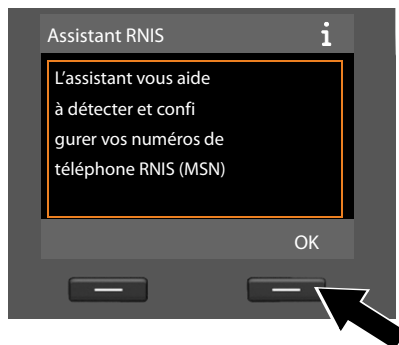 Assistant RNIS i
L'assistant vous aide
à détecter et confi
gurer vos numéros de
téléphone RNIS (MSN)
OK